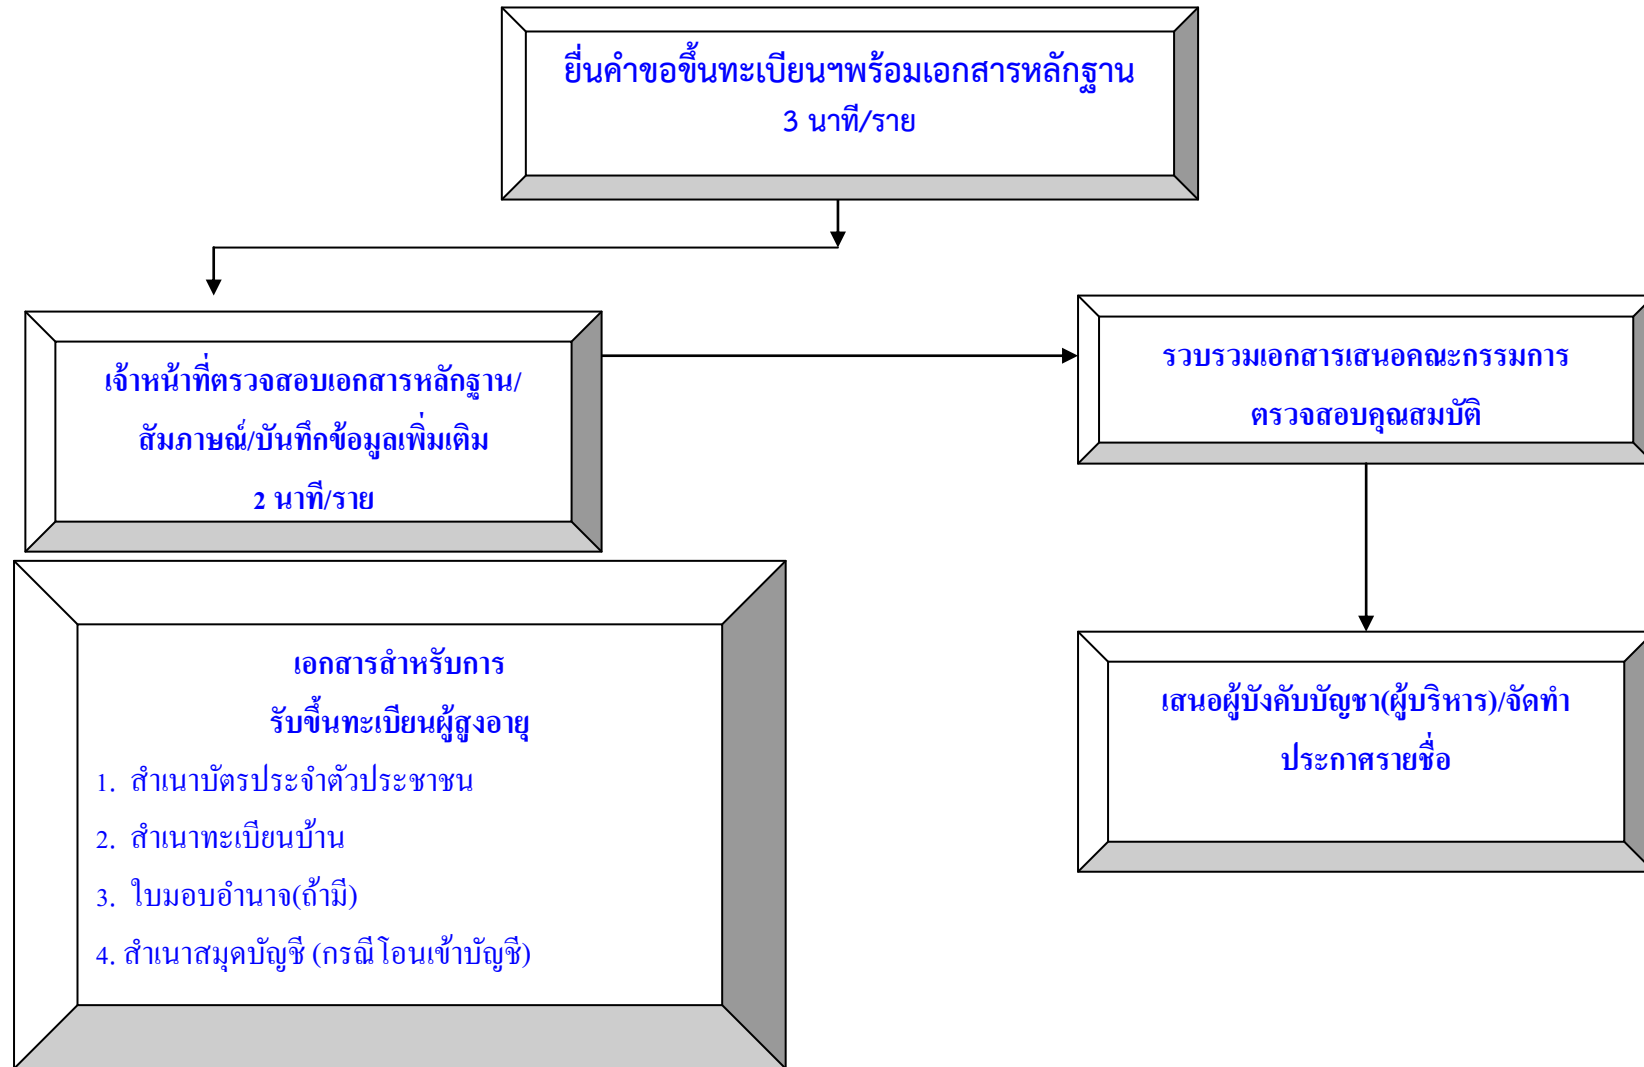 ยื่นคำขอขึ้นทะเบียนฯพร้อมเอกสารหลักฐาน
3 นาที/ราย
เจ้าหน้าที่ตรวจสอบเอกสารหลักฐาน/
สัมภาษณ์/บันทึกข้อมูลเพิ่มเติม
2 นาที/ราย
รวบรวมเอกสารเสนอคณะกรรมการ
ตรวจสอบคุณสมบัติ
เอกสารสำหรับการ
รับขึ้นทะเบียนผู้สูงอายุ
1. สำเนาบัตรประจำตัวประชาชน
2. สำเนาทะเบียนบ้าน
3. ใบมอบอำนาจ(ถ้ามี)
4. สำเนาสมุดบัญชี (กรณีโอนเข้าบัญชี)
เสนอผู้บังคับบัญชา(ผู้บริหาร)/จัดทำ
ประกาศรายชื่อ